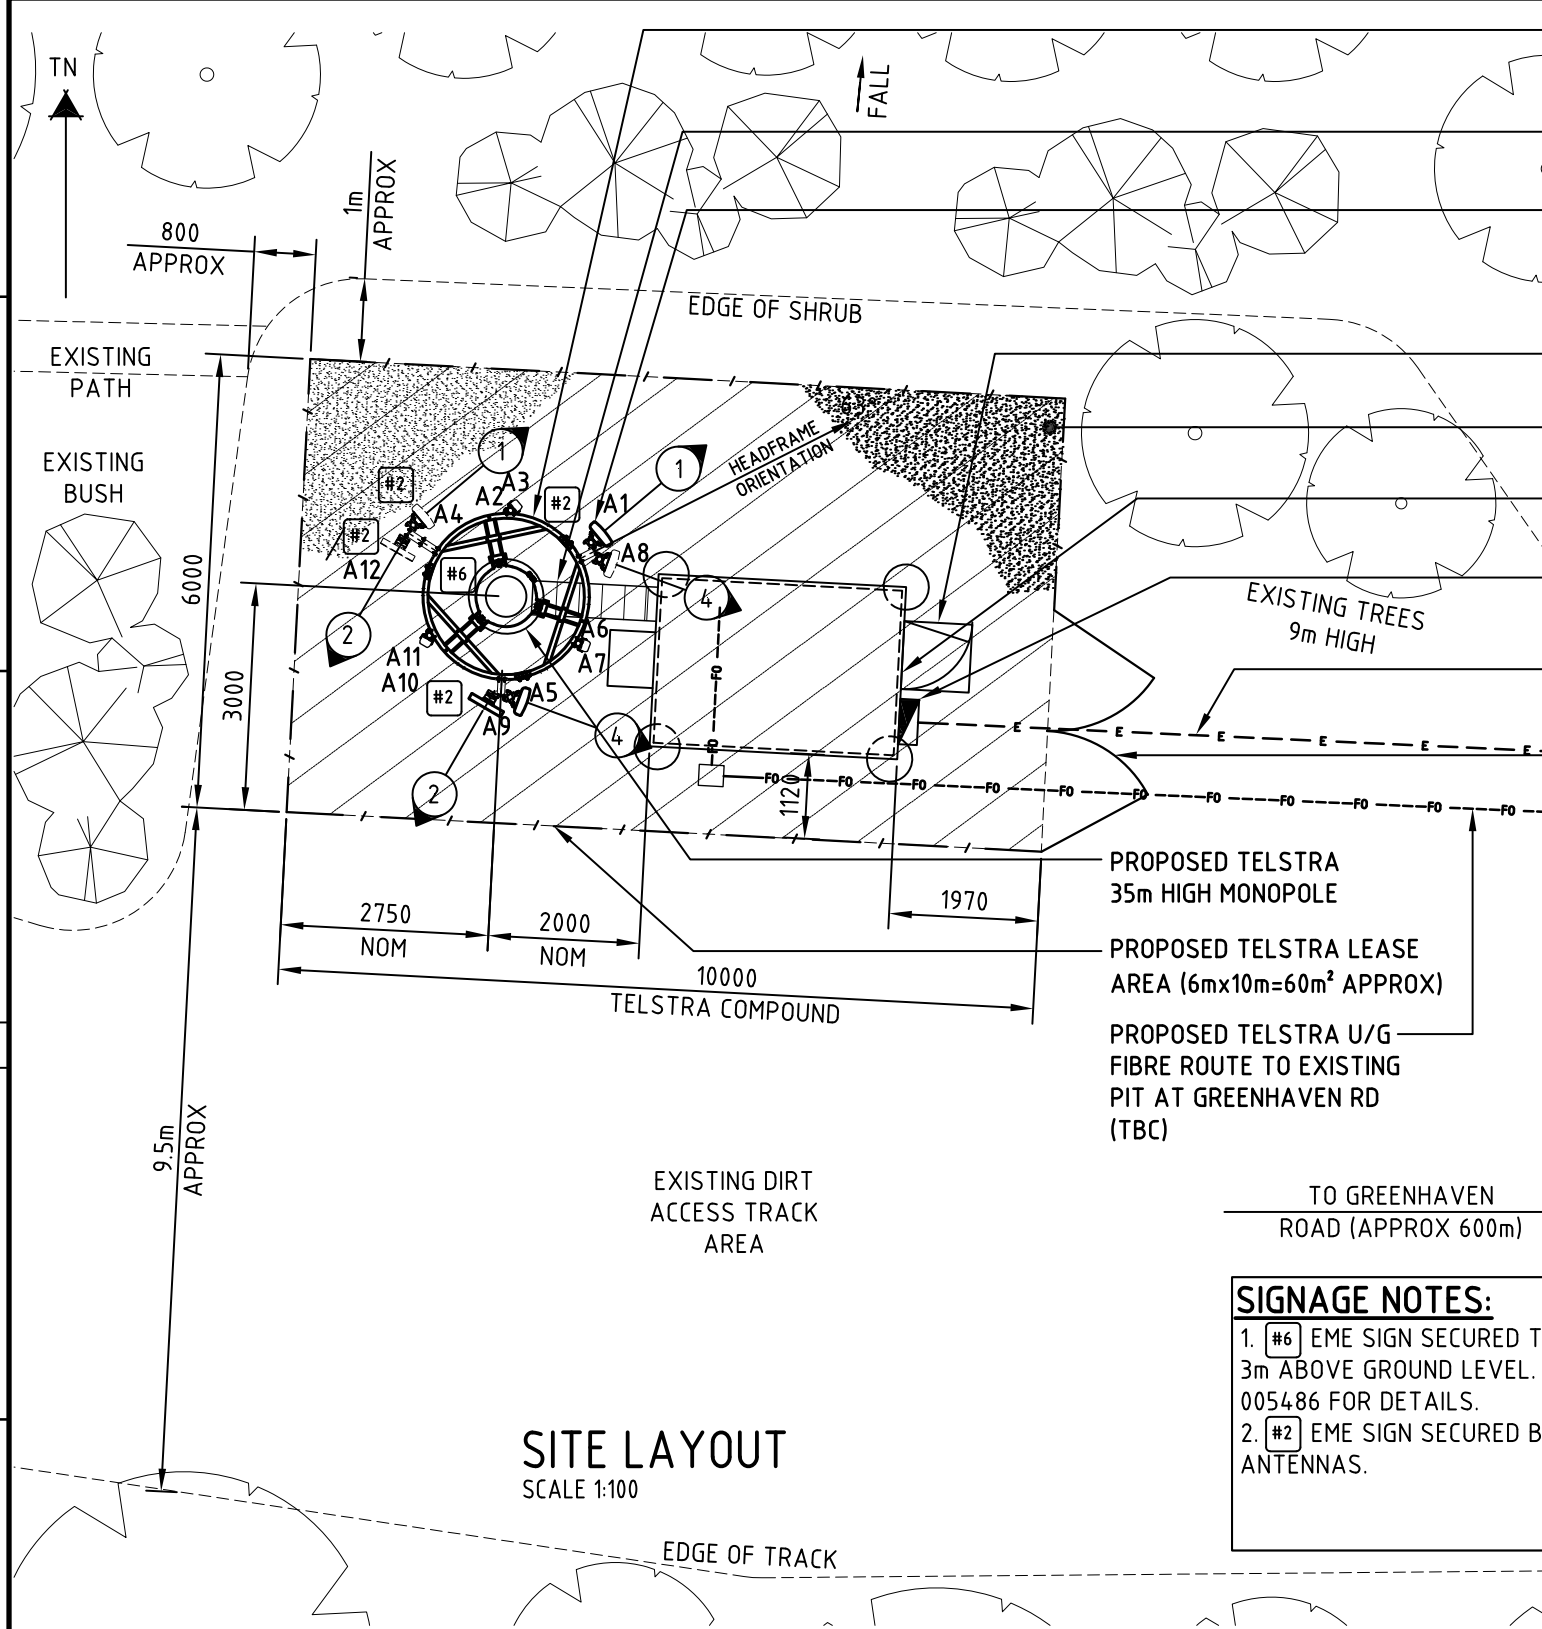 TN
FALL
1m
APPROX
800
APPROX
EDGE OF SHRUB
EXISTING
PATH
EXISTING
BUSH
HEADFRAME
ORIENTATION
1
1
#2
#2
#2
A2
A3
A1
A4
A12
A8
#6
4
6000
3000
2
A11
A10
A6
A7
#2
A5
A9
4
2
FO
FO
EXISTING TREES
9m HIGH
E
E
E
E
E
E
FO
FO
FO
FO
FO
FO
FO
FO
FO
FO
FO
1120
PROPOSED TELSTRA
35m HIGH MONOPOLE
2750
NOM
2000
NOM
1970
10000
TELSTRA COMPOUND
PROPOSED TELSTRA LEASE
AREA (6mx10m=60m² APPROX)
PROPOSED TELSTRA U/G
FIBRE ROUTE TO EXISTING
PIT AT GREENHAVEN RD
(TBC)
9.5m
APPROX
EXISTING DIRT
ACCESS TRACK
AREA
TO GREENHAVEN
ROAD (APPROX 600m)
SIGNAGE NOTES:
1. #6 EME SIGN SECURED T
3m ABOVE GROUND LEVEL.
005486 FOR DETAILS.
2. #2 EME SIGN SECURED B
ANTENNAS.
SITE LAYOUT
SCALE 1:100
EDGE OF TRACK